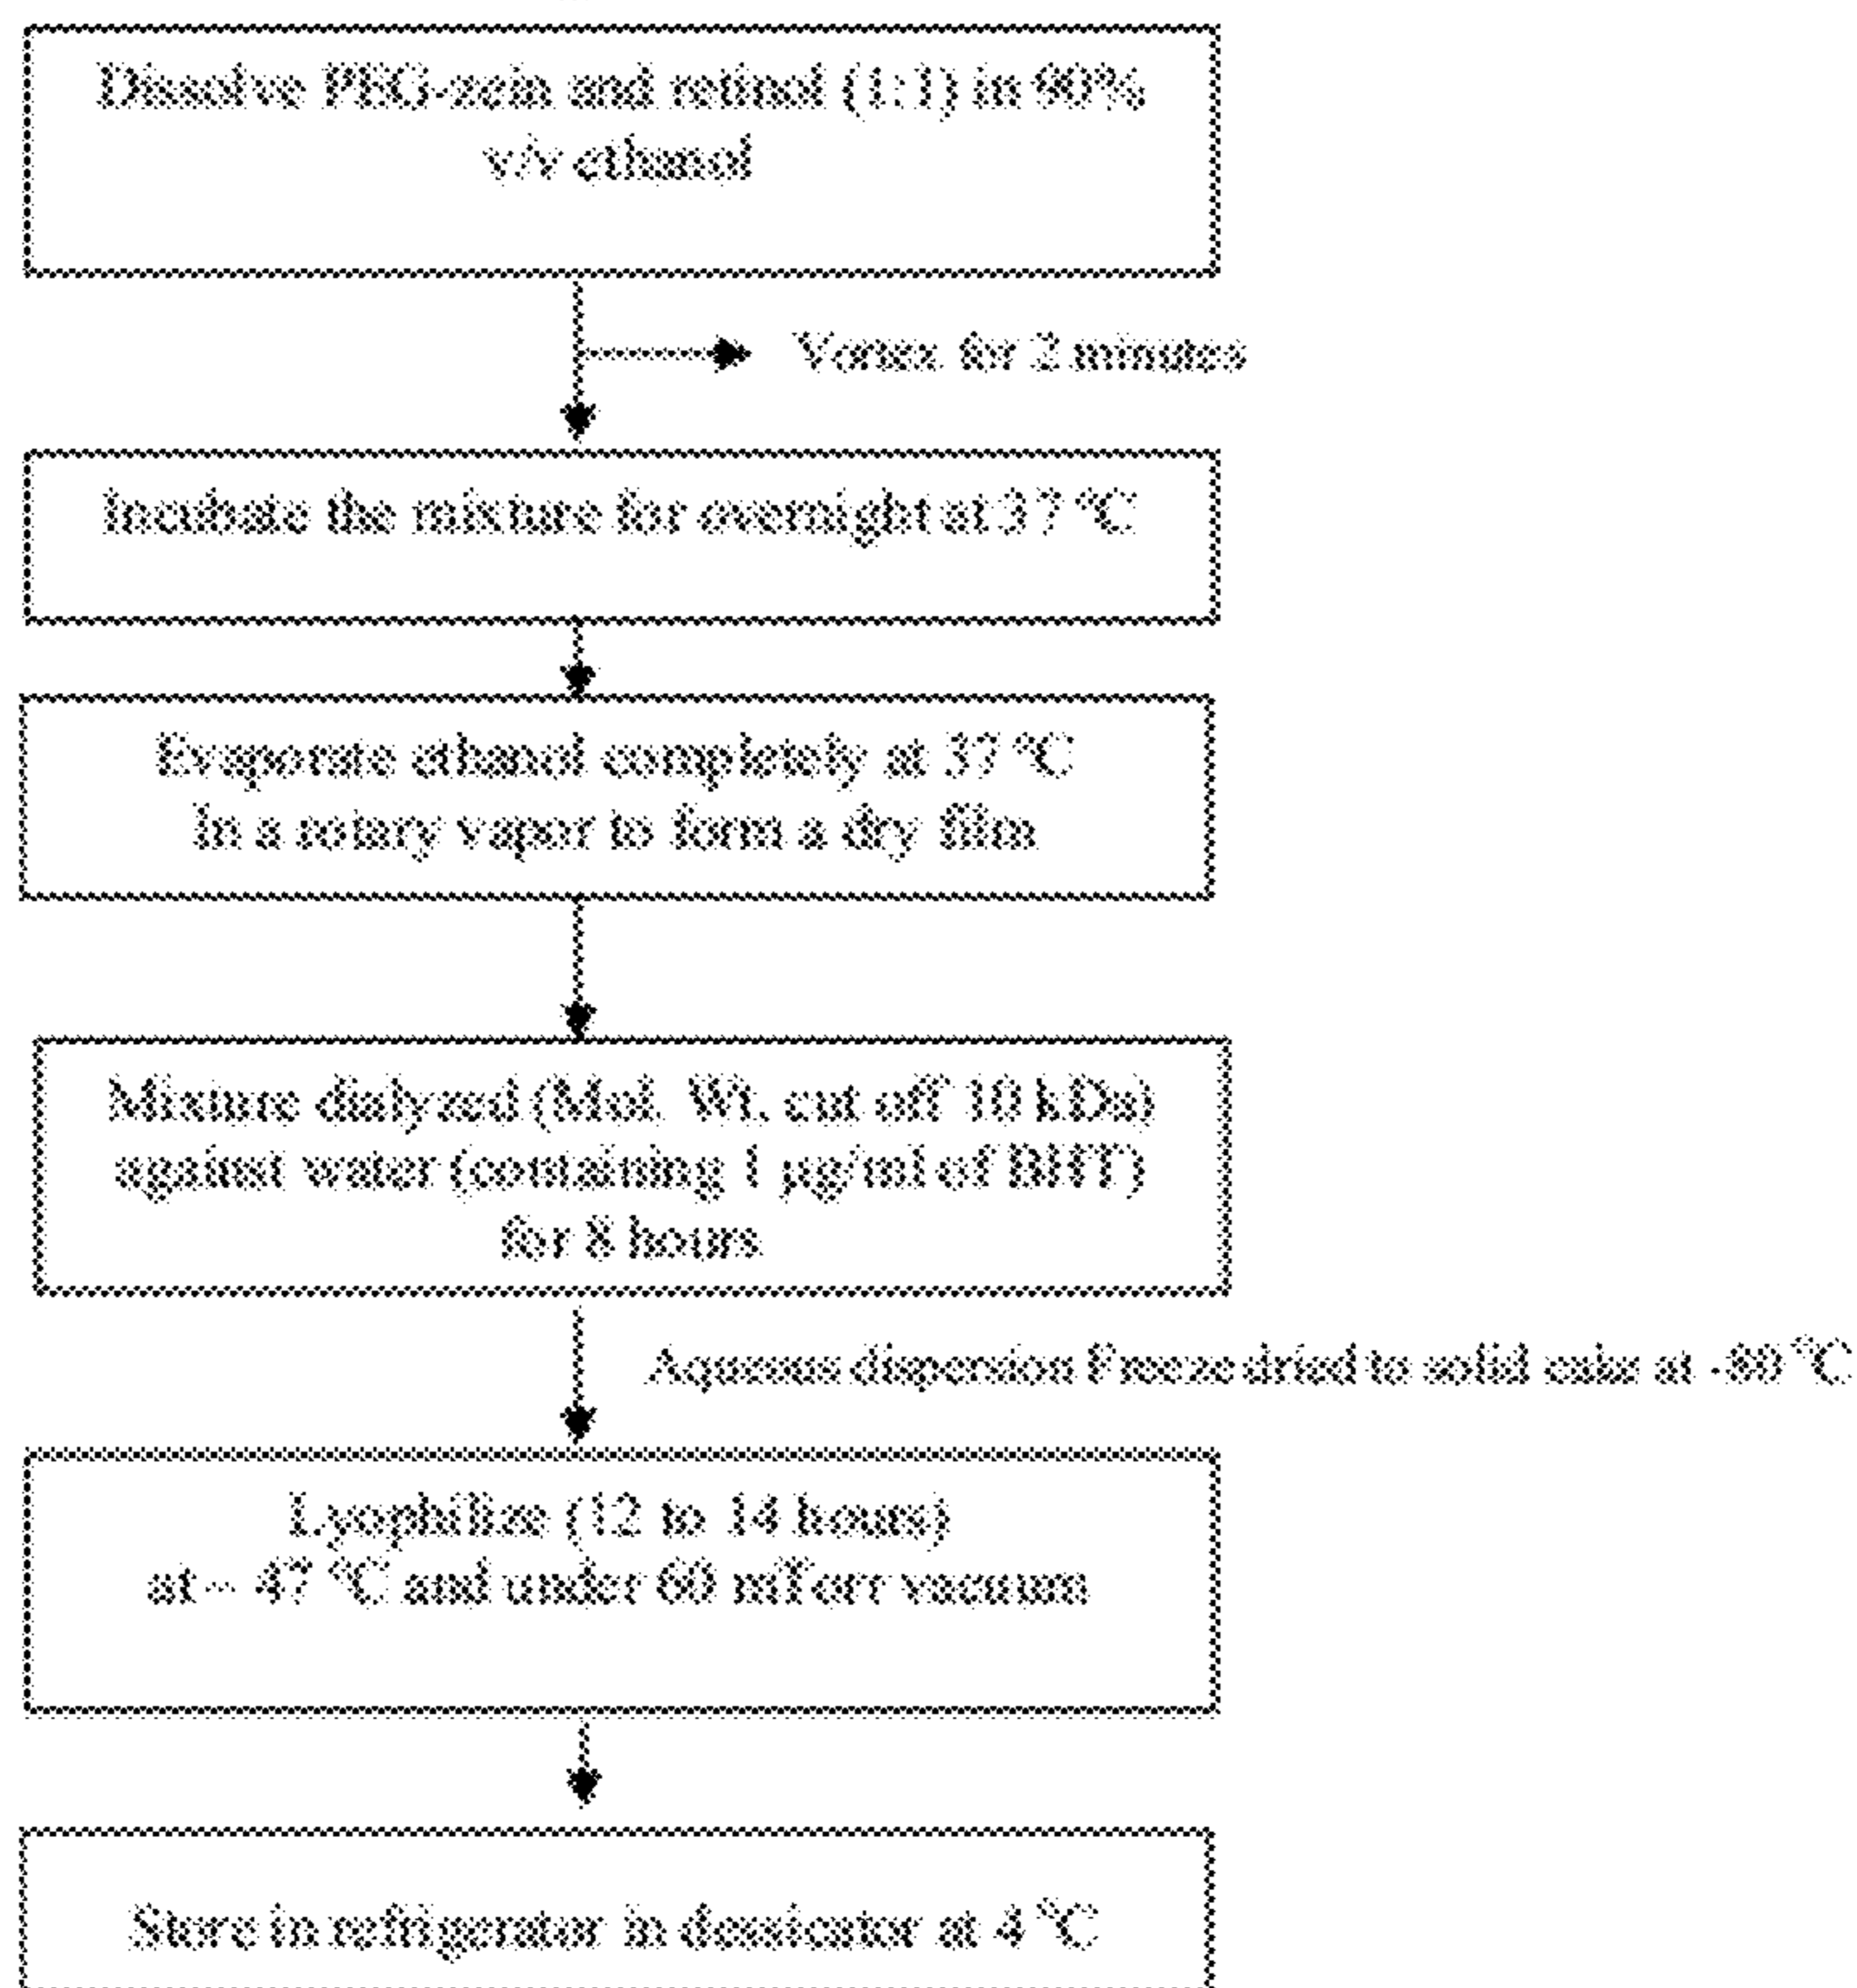 Dissolve PEG-zein and retinol (1:1) in 90%
v/v ethanol
Vortex for 2 minutes
Incubate the mixture for overnight at 37 °C
Evaporate ethanol completely at 37 °C
In a rotary vapor to form a dry film
Mixture dialyzed (Mol. Wt. cut off 10 kDa)
against water (containing 1 µg/ml of BHT)
for 8 hours
Aqueous dispersion Freeze dried to solid cake at -80 °C
Lyophilize (12 to 14 hours)
at - 47 °C and under 60 mTorr vacuum
Store in refrigerator in desiccator at 4 °C